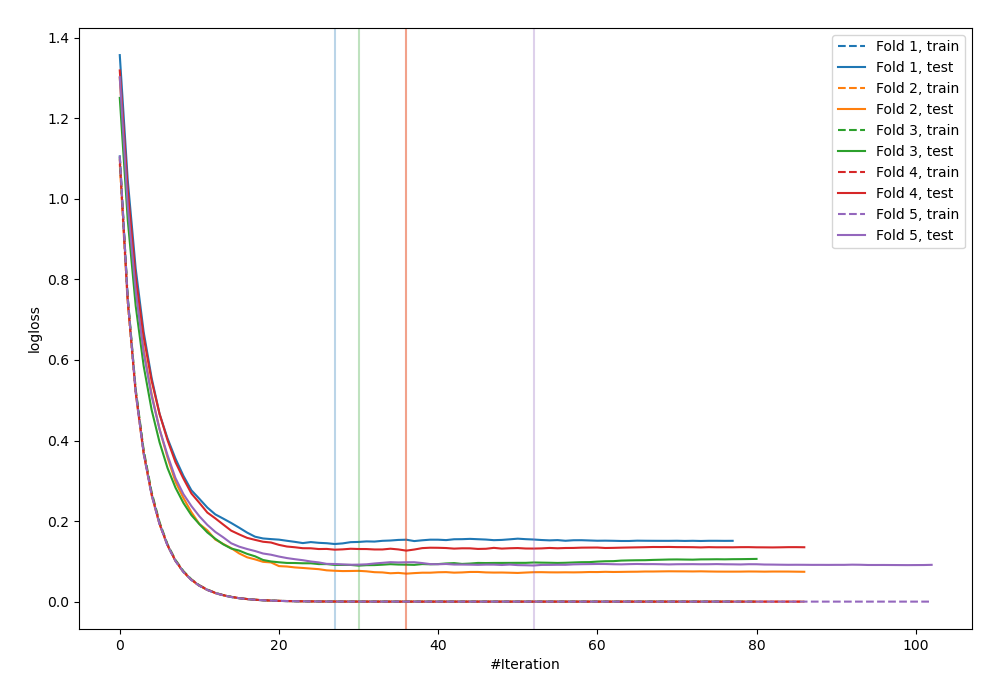 1.4
1.2
1.0
0.8
0.6
0.4
0.2
0.0
logloss
0
20
40
60
80
100
#Iteration
Fold 1, train
Fold 1, test
Fold 2, train
Fold 2, test
Fold 3, train
Fold 3, test
Fold 4, train
Fold 4, test
Fold 5, train
Fold 5, test